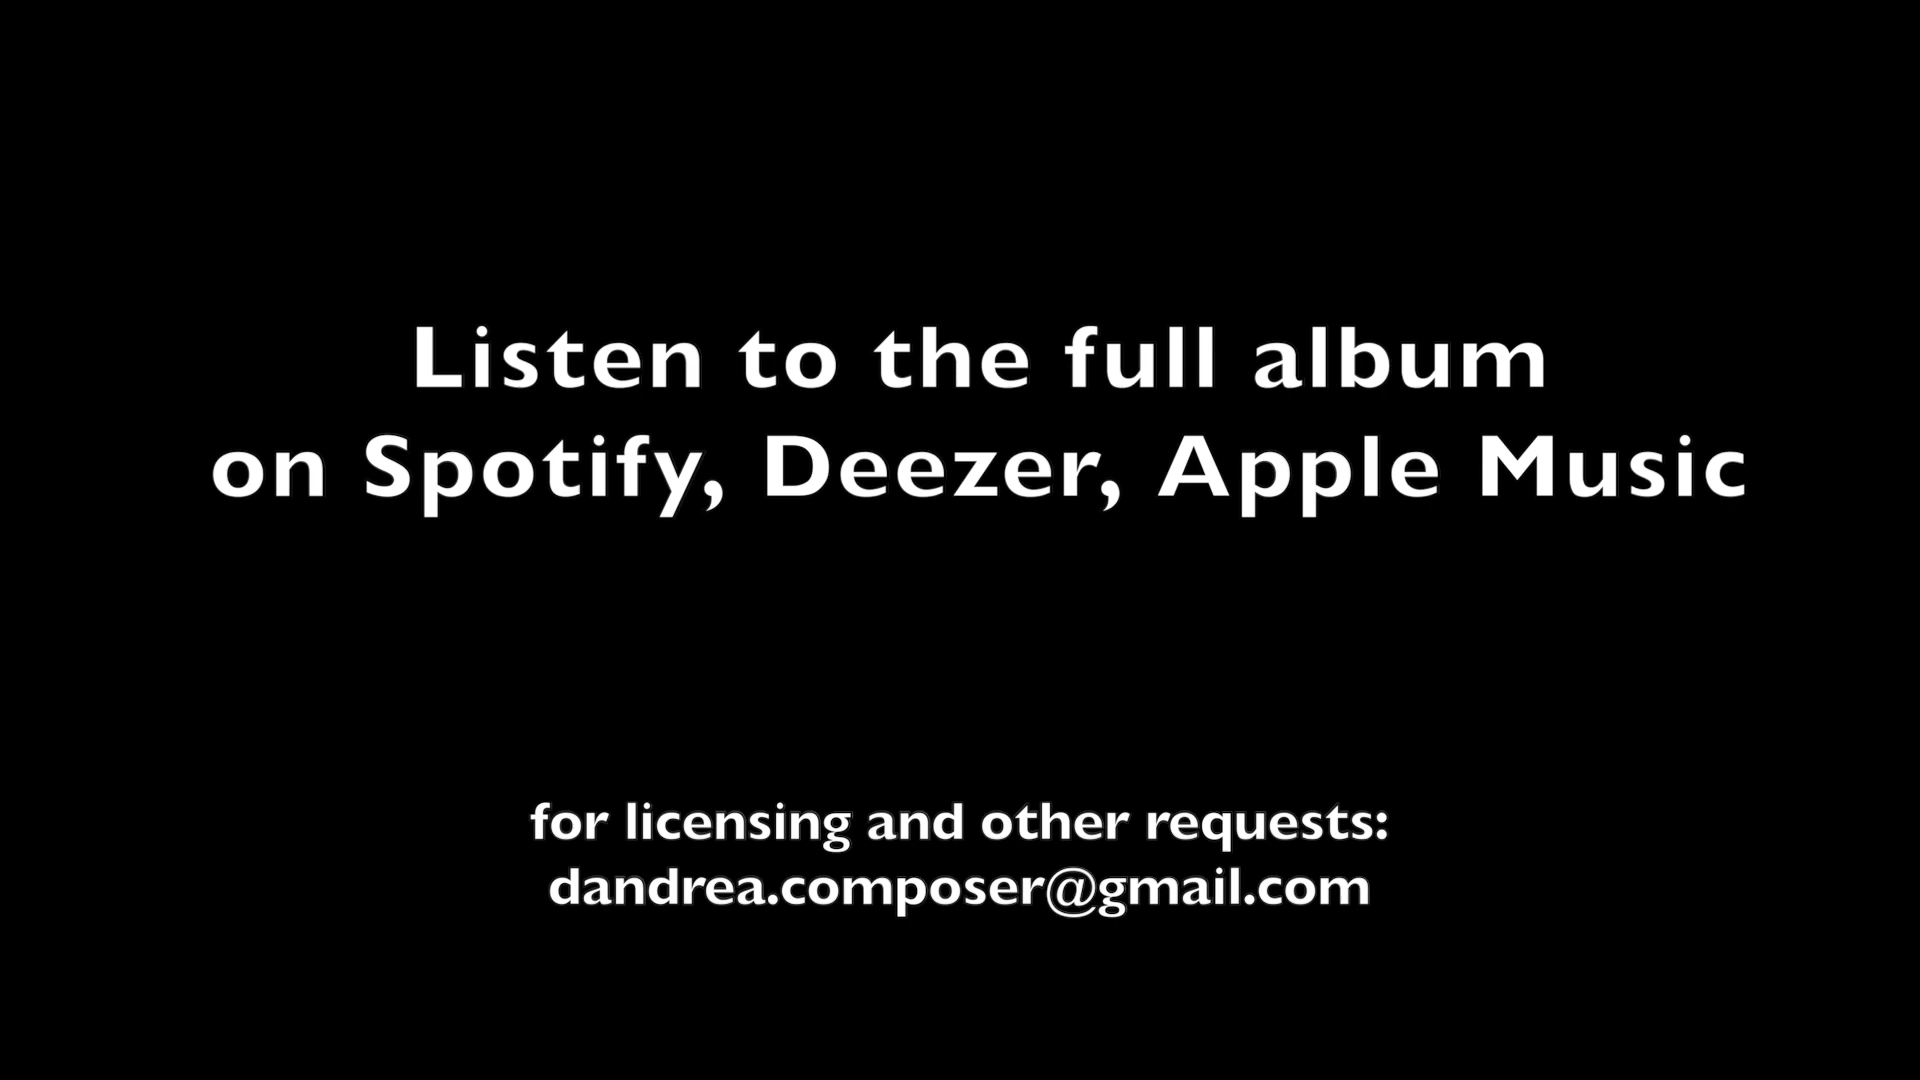 Listen to the full album
on Spotify, Deezer, Apple Music
for licensing and other requests:
dandrea.composer@gmail.com